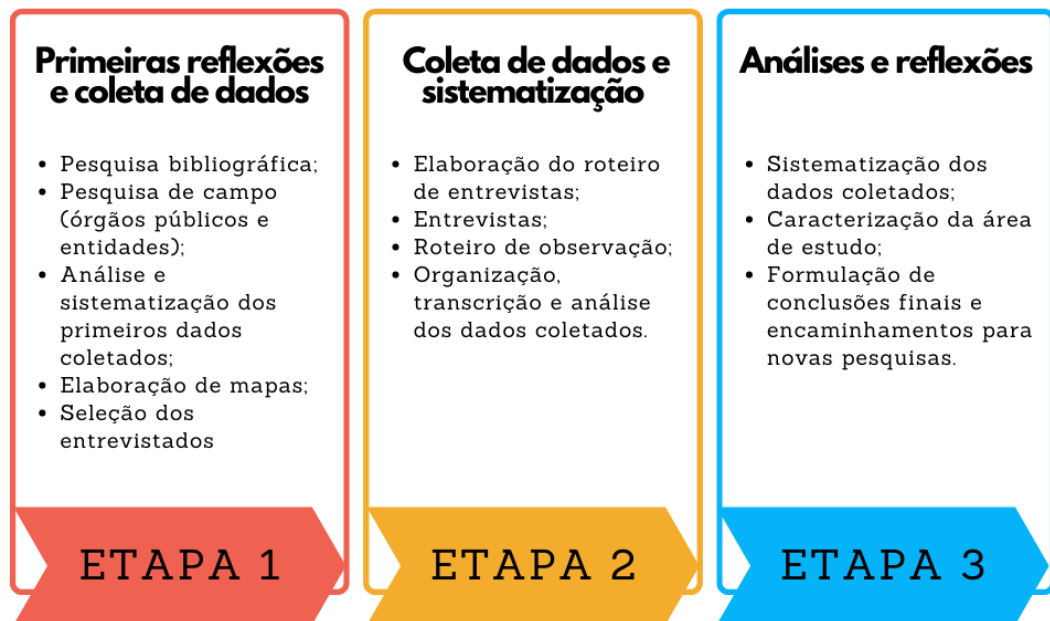 Primeiras reflexões
e coleta de dados
• Pesquisa bibliográfica;
• Pesquisa de campo
(órgãos públicos e
entidades);
• Análise e
sistematização dos
primeiros dados
coletados;
• Elaboração de mapas;
• Seleção dos
entrevistados
ETAPA 1
Coleta de dados e
sistematização
• Elaboração do roteiro
de entrevistas;
• Entrevistas;
• Roteiro de observação;
• Organização,
transcrição e análise
dos dados coletados.
ETAPA 2
Análises e reflexões
• Sistematização dos
dados coletados;
• Caracterização da área
de estudo;
• Formulação de
conclusões finais e
encaminhamentos para
novas pesquisas.
ETAPA 3